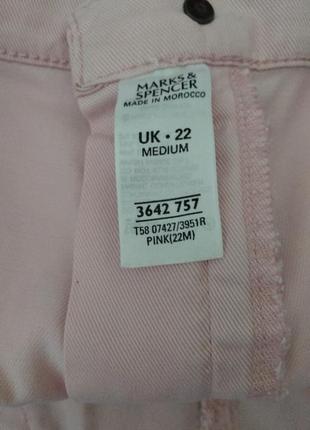 MARKS &
SPENCER
MADE IN MOROCCO
UK • 22
MEDIUM
3642 757
T58 07427/3951R
PINK(22M)